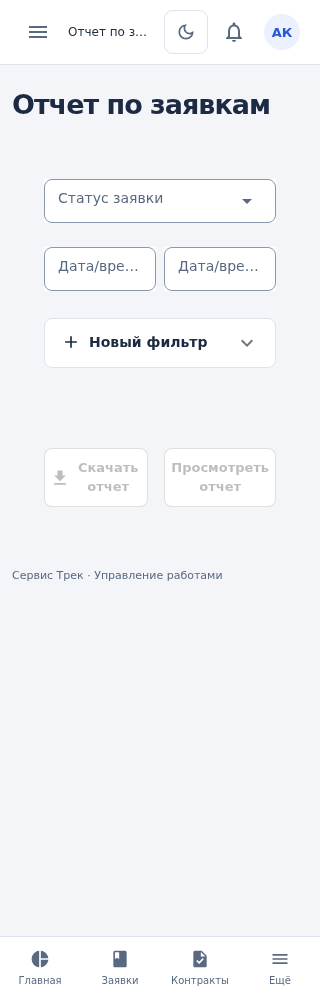 Отчет по з...
АК
Отчет по заявкам
Статус заявки
Дата/вре... Дата/вре...
Новый фильтр
Скачать отчет
Просмотреть отчет
Сервис Трек · Управление работами
Главная Заявки Контракты Ещё